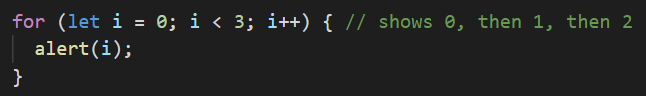 for (let i = 0; i < 3; i++) { // shows 0, then 1, then 2
  alert(i);
}